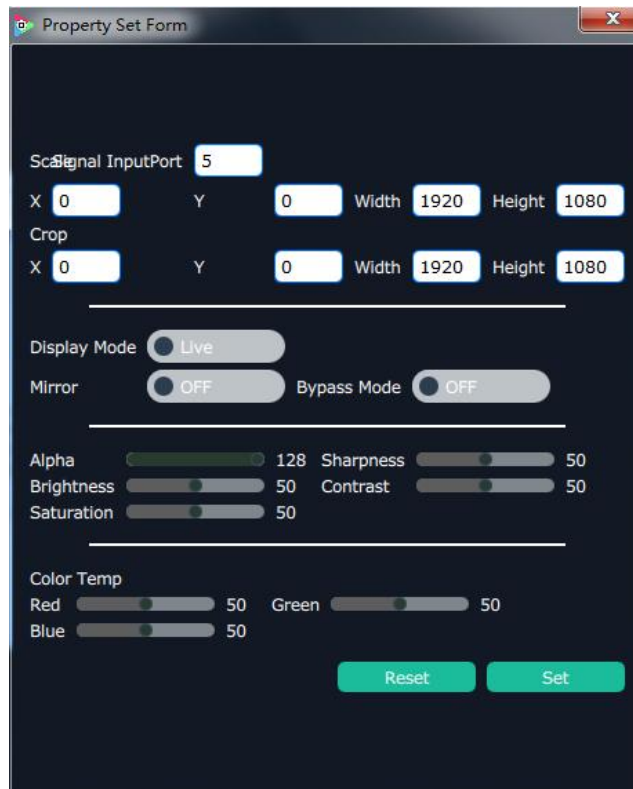 Property Set Form
Scale Signal InputPort 5
X 0 Y 0 Width 1920 Height 1080
Crop
X 0 Y 0 Width 1920 Height 1080
Display Mode Live
Mirror OFF Bypass Mode OFF
Alpha 128 Sharpness 50
Brightness 50 Contrast 50
Saturation 50
Color Temp
Red 50 Green 50
Blue 50
Reset Set